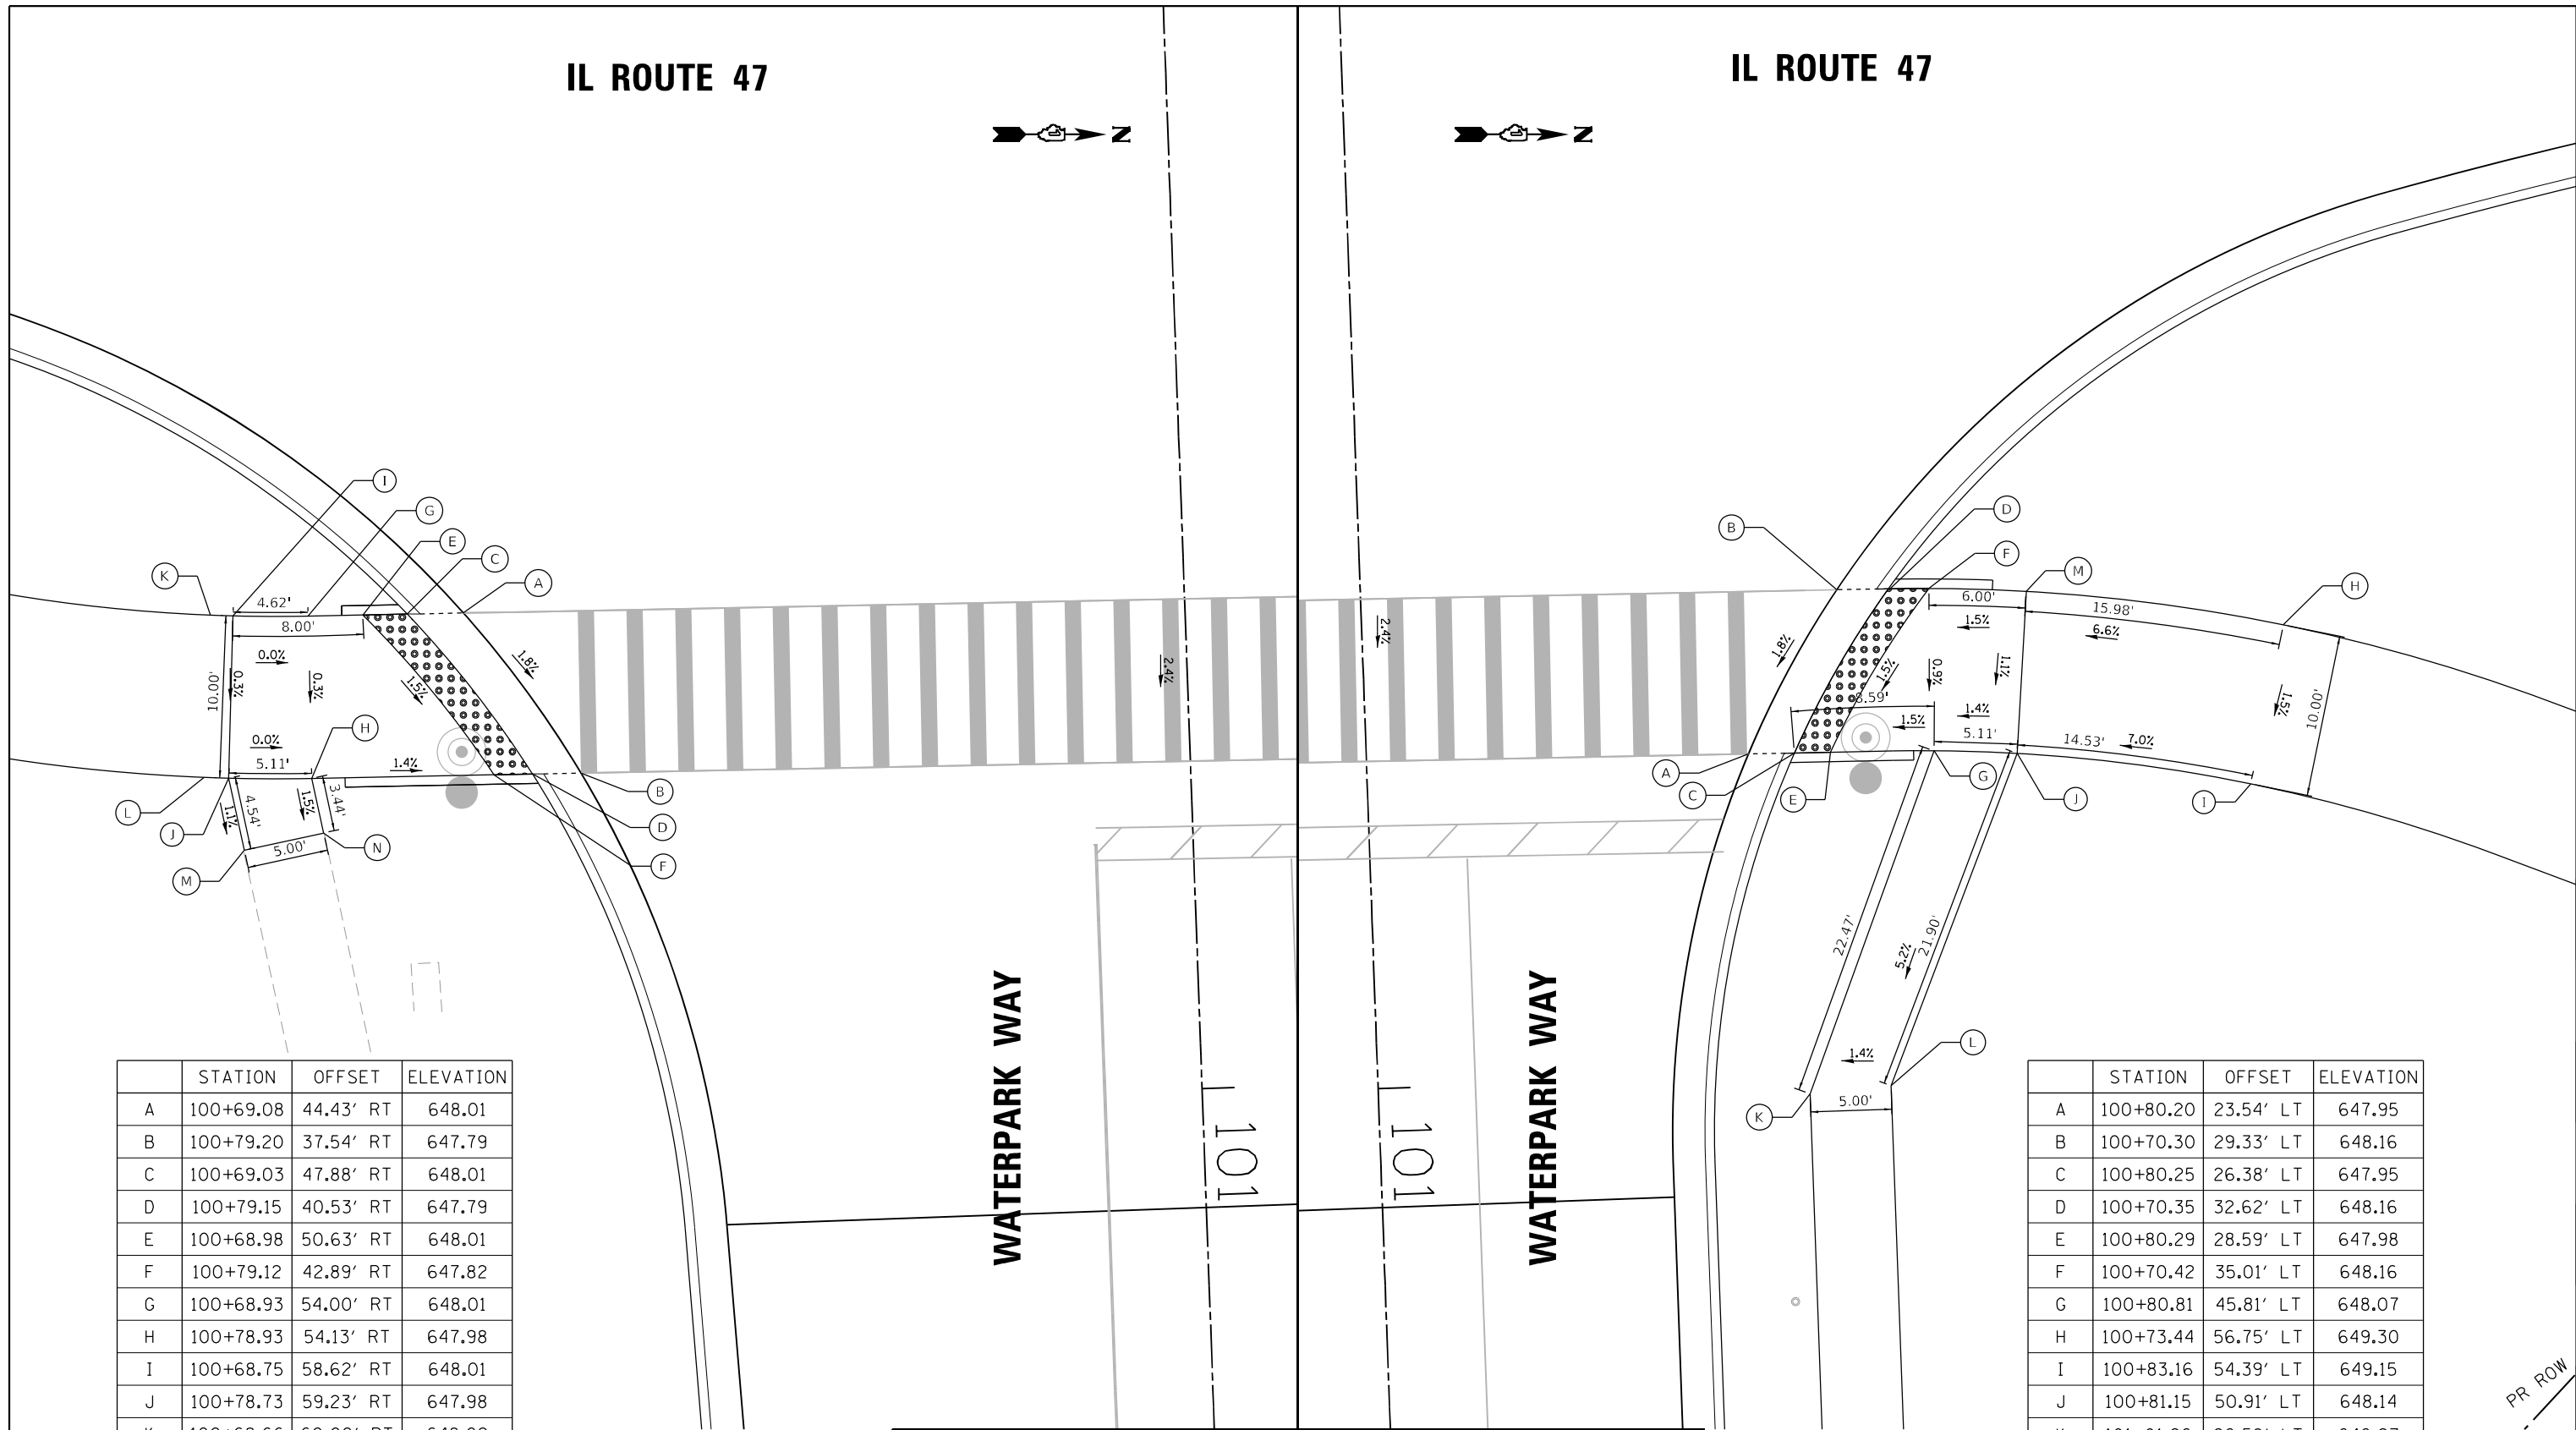 IL ROUTE 47
IL ROUTE 47
N
N
I
G
E
C
A
K
4.62'
8.00'
0.0%
10.00'
0.3%
0.3%
1.5%
1.8%
0.0%
5.11'
H
1.4%
L
J
1.1%
4.54'
1.5%
3.44'
5.00'
N
M
B
D
F
2.4%
2.4%
B
D
F
M
H
6.00'
15.98'
1.5%
6.6%
1.8%
1.5%
0.9%
1.1%
8.59'
1.5%
1.4%
5.11'
14.53'
7.0%
1.5%
10.00'
A
C
E
G
J
I
22.47'
5.2%
21.90'
1.4%
5.00'
L
K
WATERPARK WAY
WATERPARK WAY
101
101
STATION OFFSET ELEVATION
A 100+69.08 44.43' RT 648.01
B 100+79.20 37.54' RT 647.79
C 100+69.03 47.88' RT 648.01
D 100+79.15 40.53' RT 647.79
E 100+68.98 50.63' RT 648.01
F 100+79.12 42.89' RT 647.82
G 100+68.93 54.00' RT 648.01
H 100+78.93 54.13' RT 647.98
I 100+68.75 58.62' RT 648.01
J 100+78.73 59.23' RT 647.98
STATION OFFSET ELEVATION
A 100+80.20 23.54' LT 647.95
B 100+70.30 29.33' LT 648.16
C 100+80.25 26.38' LT 647.95
D 100+70.35 32.62' LT 648.16
E 100+80.29 28.59' LT 647.98
F 100+70.42 35.01' LT 648.16
G 100+80.81 45.81' LT 648.07
H 100+73.44 56.75' LT 649.30
I 100+83.16 54.39' LT 649.15
J 100+81.15 50.91' LT 648.14
PR ROW